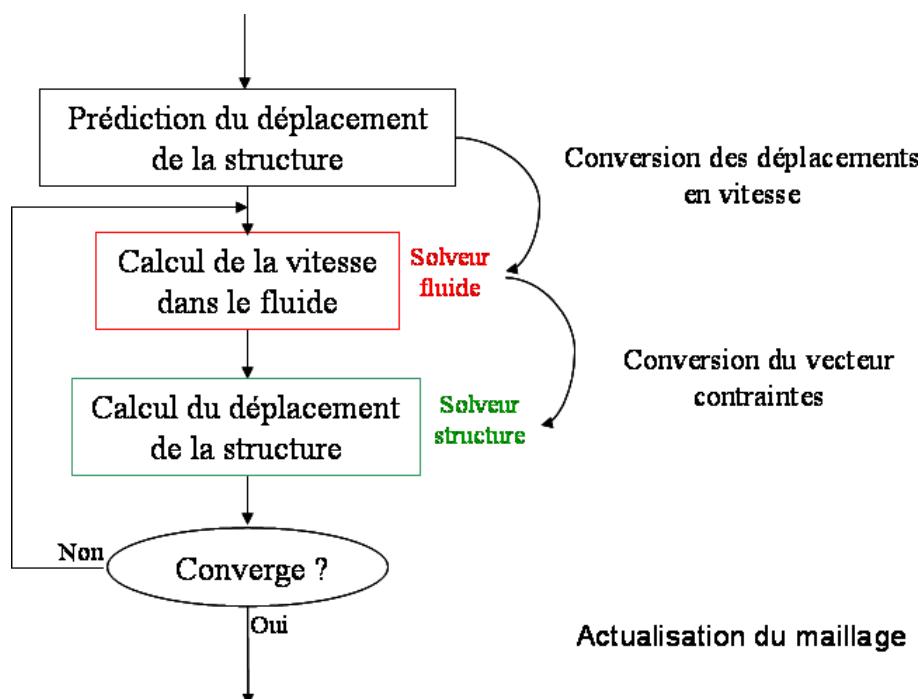 Prédiction du déplacement
de la structure
Conversion des déplacements
en vitesse
Calcul de la vitesse
dans le fluide
Solveur
fluide
Conversion du vecteur
contraintes
Calcul du déplacement
de la structure
Solveur
structure
Non
Converge ?
Oui
Actualisation du maillage